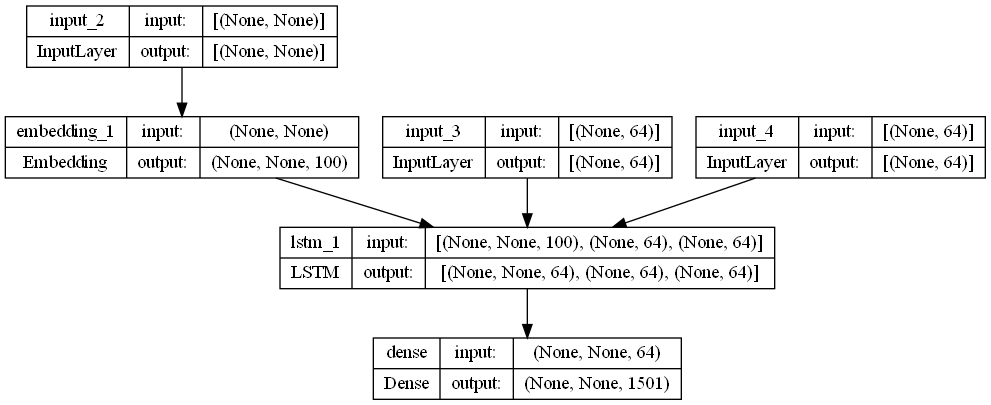 input_2 input: [(None, None)]
InputLayer output: [(None, None)]
embedding_1 input: (None, None)
Embedding output: (None, None, 100)
input_3 input: [(None, 64)]
InputLayer output: [(None, 64)]
input_4 input: [(None, 64)]
InputLayer output: [(None, 64)]
lstm_1 input: [(None, None, 100), (None, 64), (None, 64)]
LSTM output: [(None, None, 64), (None, 64), (None, 64)]
dense input: (None, None, 64)
Dense output: (None, None, 1501)